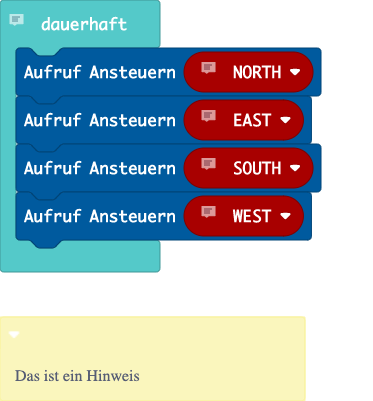 dauerhaft
Aufruf Ansteuern NORTH
Aufruf Ansteuern EAST
Aufruf Ansteuern SOUTH
Aufruf Ansteuern WEST
Das ist ein Hinweis